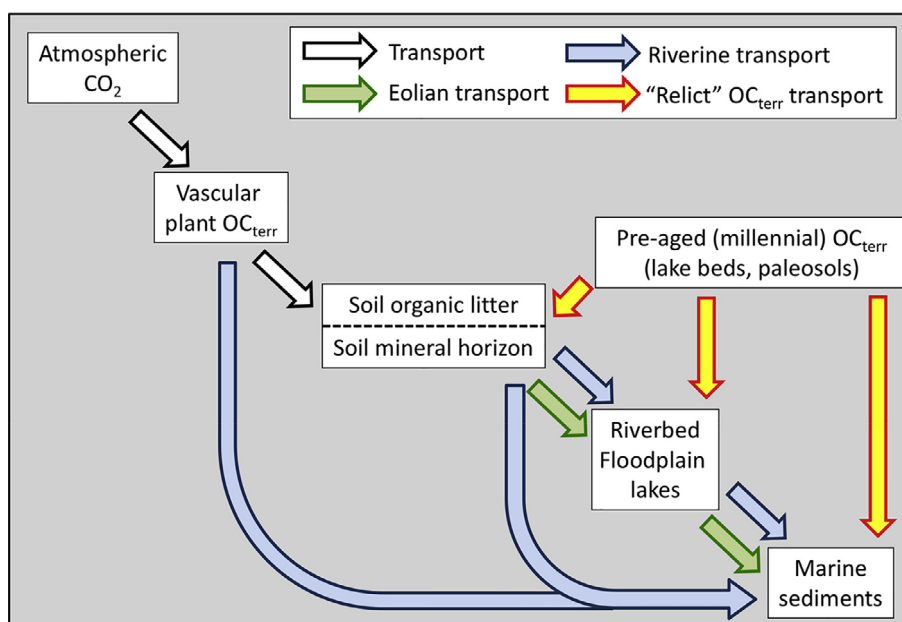 Atmospheric
CO₂
Transport
Riverine transport
Eolian transport
“Relict” OCterr transport
Vascular
plant OCterr
Pre-aged (millennial) OCterr
(lake beds, paleosols)
Soil organic litter
Soil mineral horizon
Riverbed
Floodplain
lakes
Marine
sediments